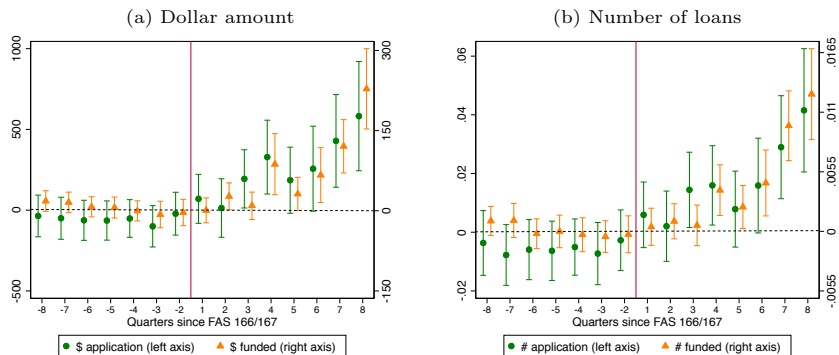 (a) Dollar amount
(b) Number of loans
1000
500
0
-500
300
150
0
-150
-8 -7 -6 -5 -4 -3 -2 -1 1 2 3 4 5 6 7 8
Quarters since FAS 166/167
$ application (left axis) $ funded (right axis)
.06
.04
.02
0
-.02
.0165
.011
.0055
0
-.0055
-8 -7 -6 -5 -4 -3 -2 -1 1 2 3 4 5 6 7 8
Quarters since FAS 166/167
# application (left axis) # funded (right axis)